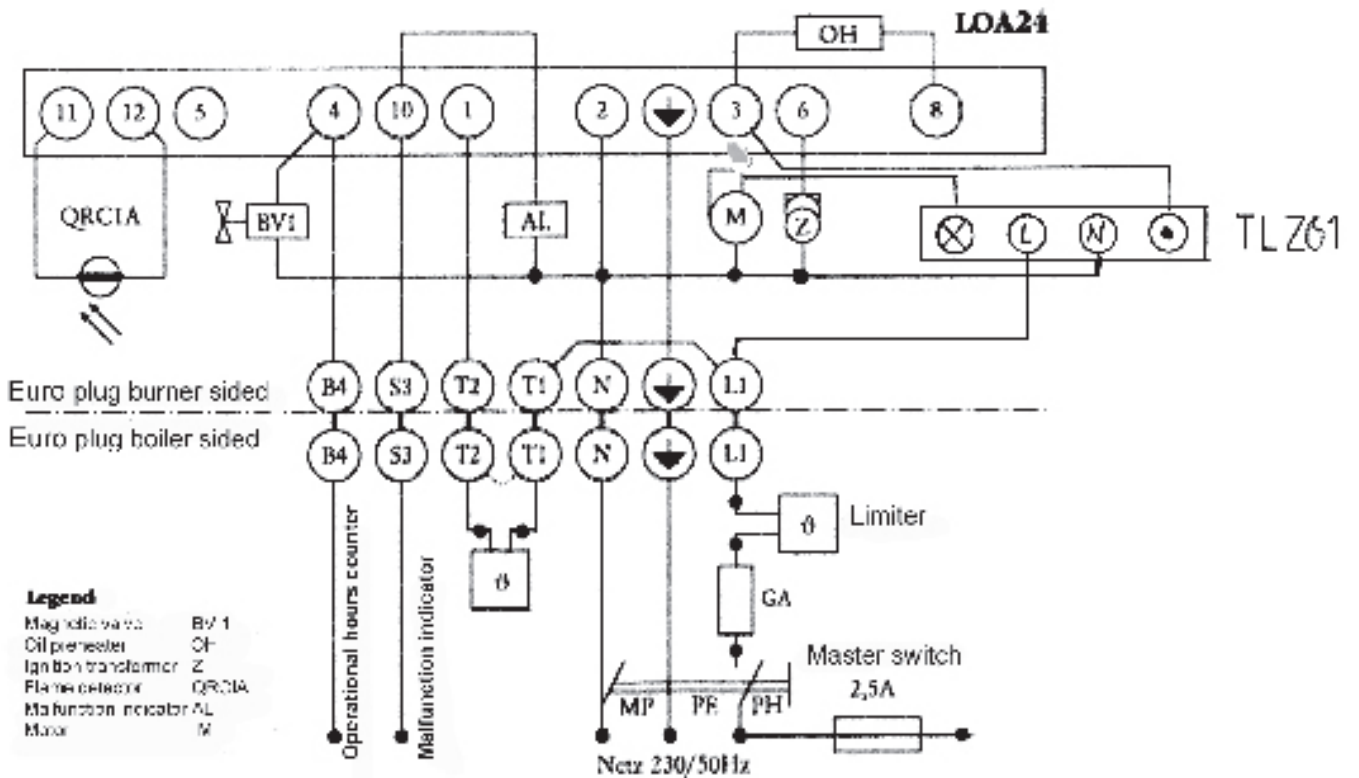 LOA24
OH
11 12 5 4 10 1 2 3 6 8
QRC1A
BV1
AL
M
Z
L N
TLZ61
Euro plug burner sided
B4 S3 T2 T1 N L1
Euro plug boiler sided
B4 S3 T2 T1 N L1
ϑ
Limiter
ϑ
GA
Operational hours counter
Malfunction indicator
Master switch
2,5A
MP PE PH
Netz 230/50Hz
Legend
Magnetic valve BV 1
Oil preheater OH
Ignition transformer Z
Flame detector QRC1A
Malfunction indicator AL
Motor M